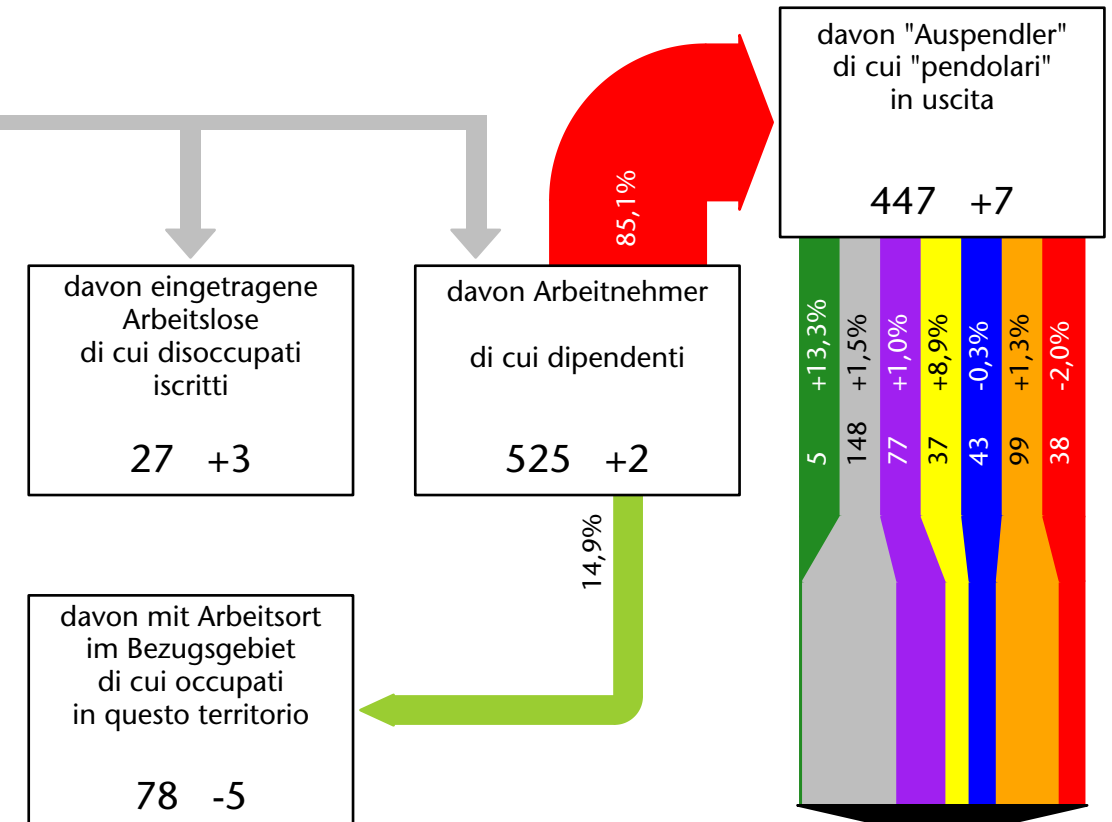 davon "Auspendler"
di cui "pendolari"
in uscita
447 +7
85,1%
davon eingetragene
Arbeitslose
di cui disoccupati
iscritti
27 +3
davon Arbeitnehmer
di cui dipendenti
525 +2
5 +13,3%
148 +1,5%
77 +1,0%
37 +8,9%
43 -0,3%
99 +1,3%
38 -2,0%
14,9%
davon mit Arbeitsort
im Bezugsgebiet
di cui occupati
in questo territorio
78 -5